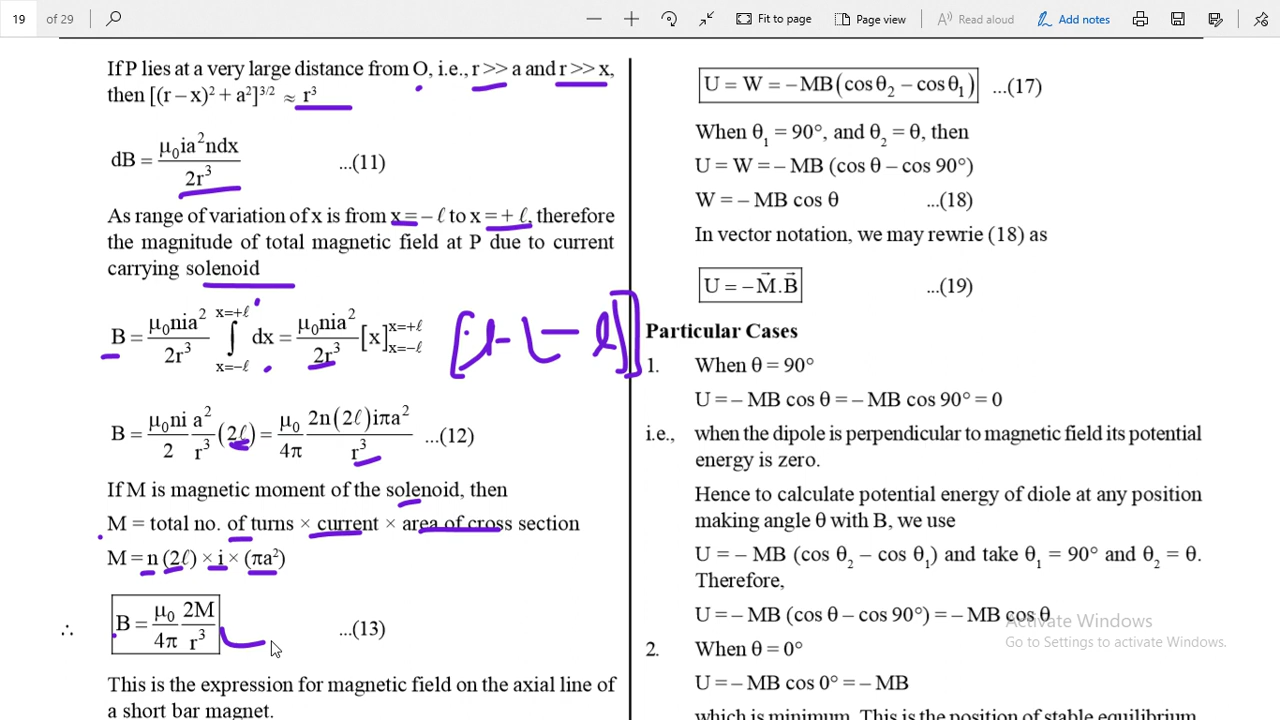 19 of 29
Fit to page
Page view
Read aloud
Add notes
If P lies at a very large distance from O, i.e., r >> a and r >> x,
then [(r – x)² + a²]^3/2 ≈ r³
dB = μ₀ia²ndx / 2r³ ...(11)
As range of variation of x is from x = – ℓ to x = + ℓ, therefore
the magnitude of total magnetic field at P due to current
carrying solenoid
B = μ₀nia² / 2r³ ∫ x=–ℓ x=+ℓ dx = μ₀nia² / 2r³ [x] x=+ℓ x=–ℓ
[l – (– l)]
B = μ₀ni / 2 a² / r³ (2ℓ) = μ₀ / 4π 2n(2ℓ)iπa² / r³ ...(12)
If M is magnetic moment of the solenoid, then
M = total no. of turns × current × area of cross section
M = n (2ℓ) × i × (πa²)
∴ B = μ₀ / 4π 2M / r³ ...(13)
This is the expression for magnetic field on the axial line of
a short bar magnet.
U = W = –MB(cos θ₂ – cos θ₁) ...(17)
When θ₁ = 90°, and θ₂ = θ, then
U = W = – MB (cos θ – cos 90°)
W = – MB cos θ ...(18)
In vector notation, we may rewrie (18) as
U = –M⃗.B⃗ ...(19)
Particular Cases
1. When θ = 90°
U = – MB cos θ = – MB cos 90° = 0
i.e., when the dipole is perpendicular to magnetic field its potential
energy is zero.
Hence to calculate potential energy of diole at any position
making angle θ with B, we use
U = – MB (cos θ₂ – cos θ₁) and take θ₁ = 90° and θ₂ = θ.
Therefore,
U = – MB (cos θ – cos 90°) = – MB cos θ
Activate Windows
Go to Settings to activate Windows.
2. When θ = 0°
U = – MB cos 0° = – MB
which is minimum. This is the position of stable equilibrium,